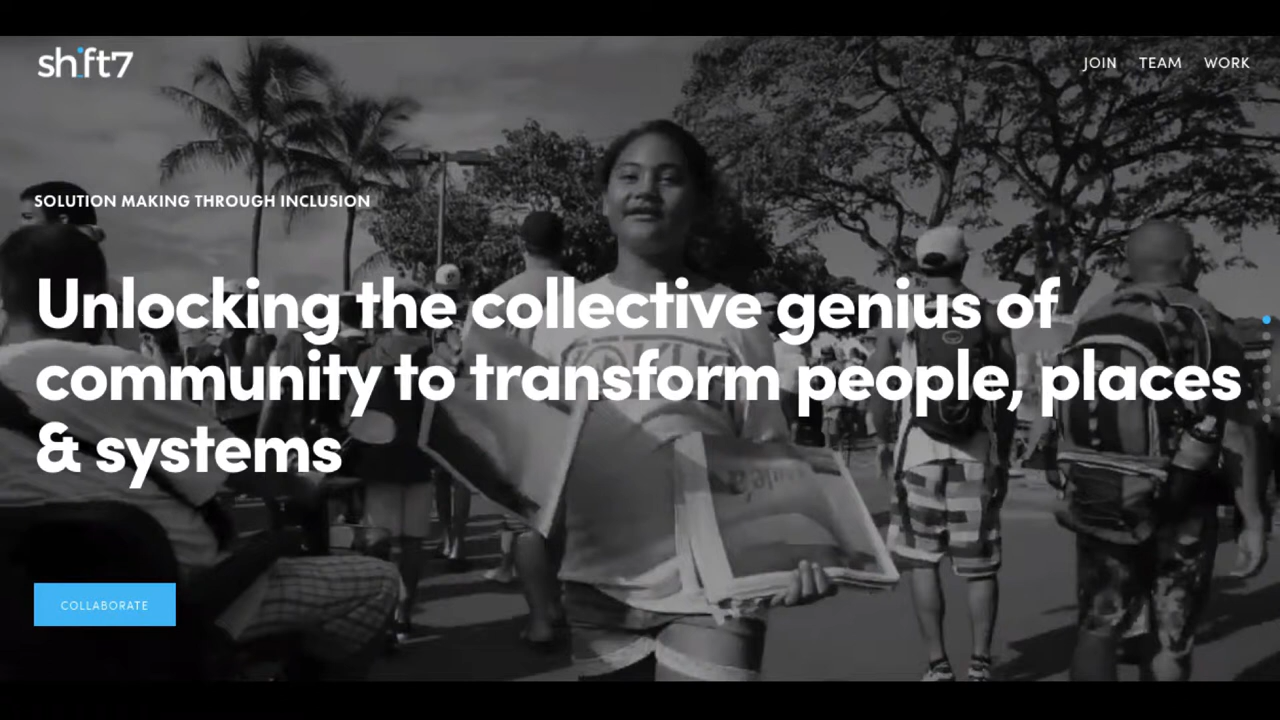 shift7
JOIN TEAM WORK
SOLUTION MAKING THROUGH INCLUSION
Unlocking the collective genius of
community to transform people, places
& systems
COLLABORATE